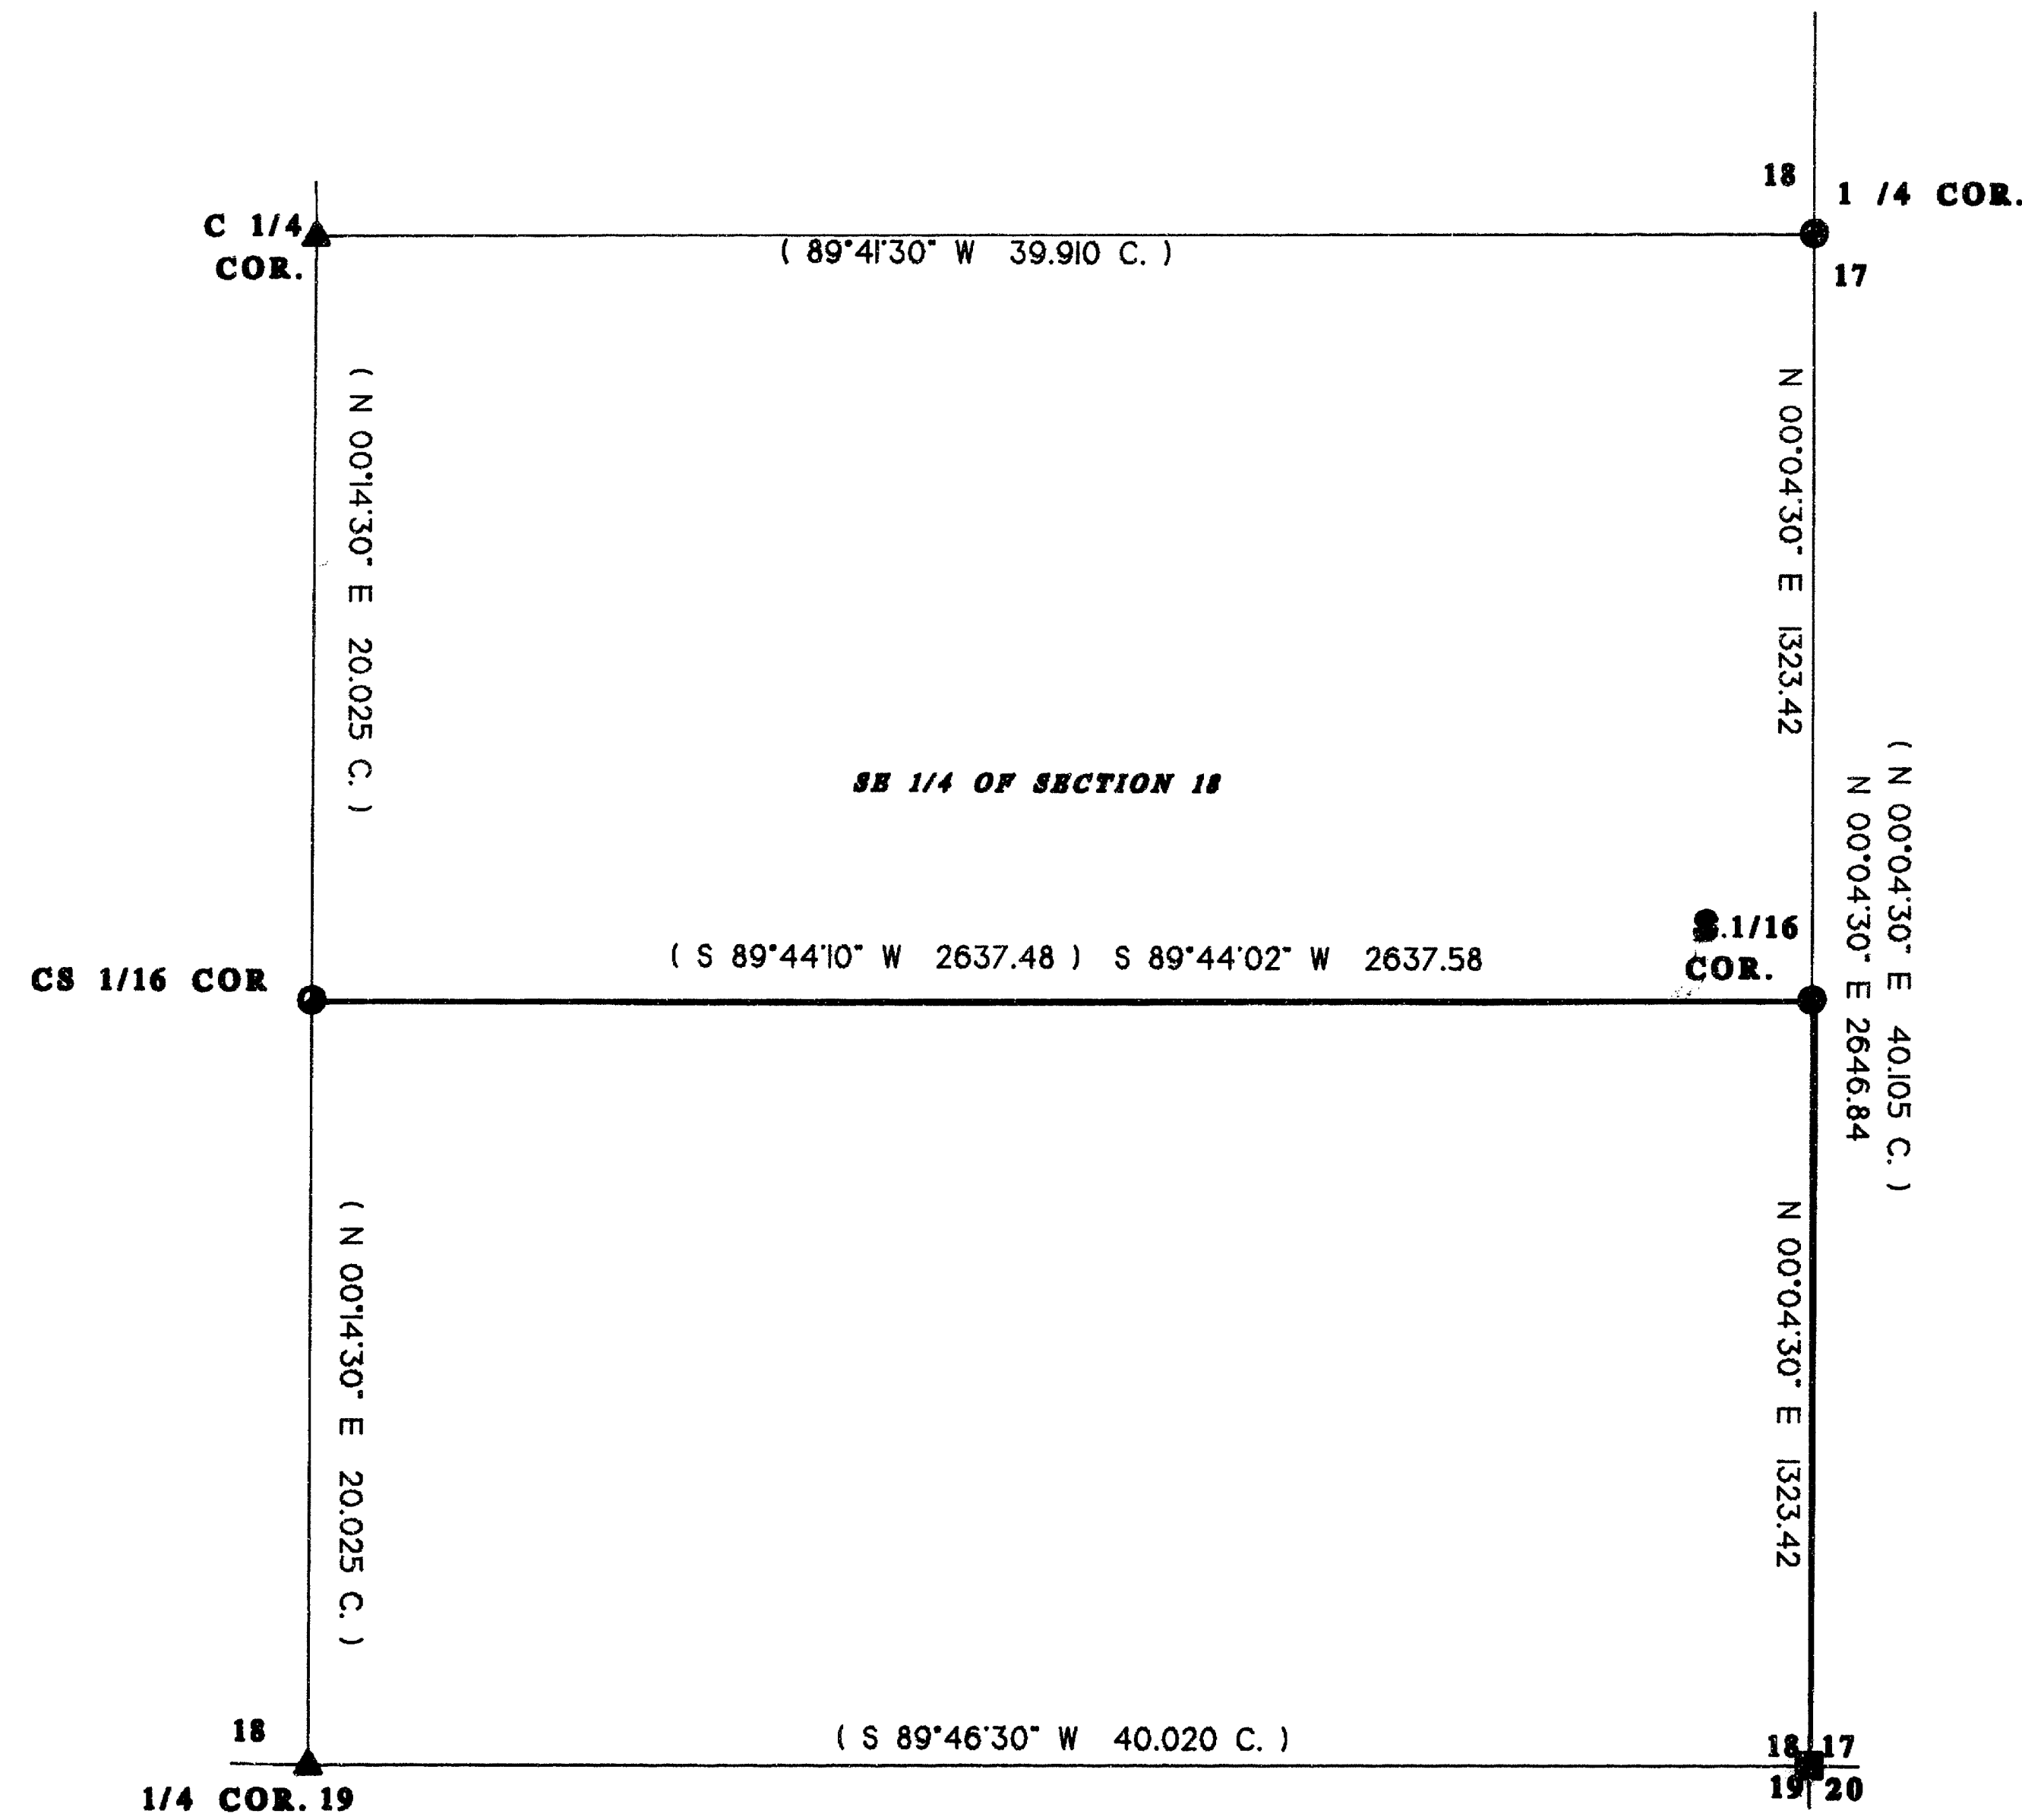 18
1 /4 COR.
C 1/4
COR.
( 89°41'30" W 39.910 C. )
17
( N 00°14'30" E 20.025 C. )
N 00°04'30" E 1323.42
SE 1/4 OF SECTION 18
( N 00°04'30" E 40.105 C. )
N 00°04'30" E 2646.84
S.1/16
COR.
( S 89°44'10" W 2637.48 ) S 89°44'02" W 2637.58
CS 1/16 COR
( N 00°14'30" E 20.025 C. )
N 00°04'30" E 1323.42
18
( S 89°46'30" W 40.020 C. )
18 17
1/4 COR. 19
19 20